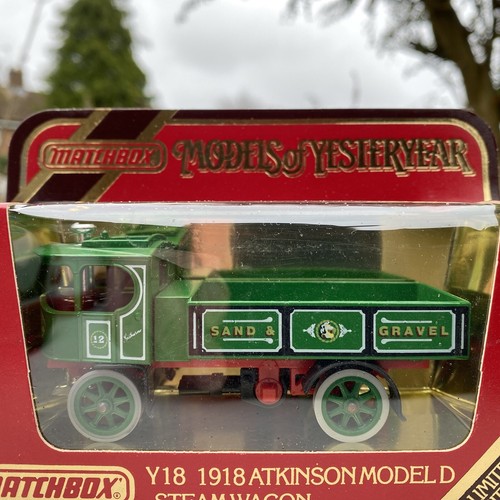 MATCHBOX MODELS of YESTERYEAR
SAND & GRAVEL
12
MATCHBOX
Y18 1918 ATKINSON MODEL D
STEAM WAGON